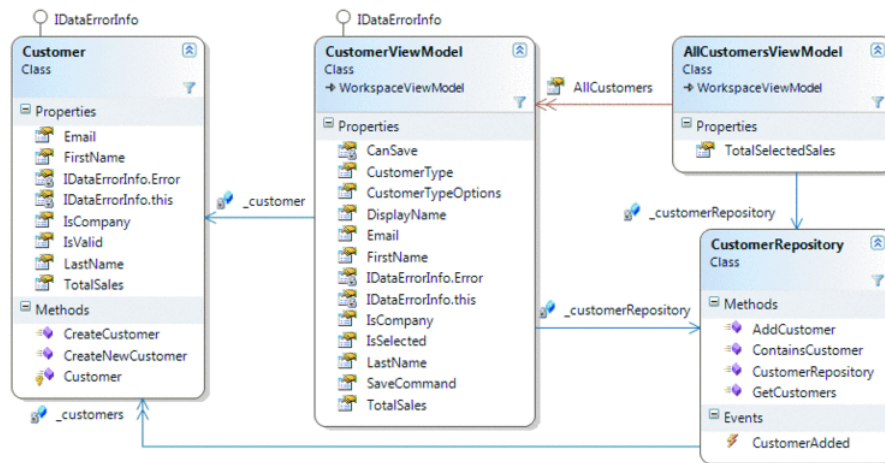 IDataErrorInfo
Customer
Class
Properties
Email
FirstName
IDataErrorInfo.Error
IDataErrorInfo.this
IsCompany
IsValid
LastName
TotalSales
Methods
CreateCustomer
CreateNewCustomer
Customer
_customers
_customer
IDataErrorInfo
CustomerViewModel
Class
WorkspaceViewModel
Properties
CanSave
CustomerType
CustomerTypeOptions
DisplayName
Email
FirstName
IDataErrorInfo.Error
IDataErrorInfo.this
IsCompany
IsSelected
LastName
SaveCommand
TotalSales
AllCustomers
_customerRepository
AllCustomersViewModel
Class
WorkspaceViewModel
Properties
TotalSelectedSales
_customerRepository
CustomerRepository
Class
Methods
AddCustomer
ContainsCustomer
CustomerRepository
GetCustomers
Events
CustomerAdded